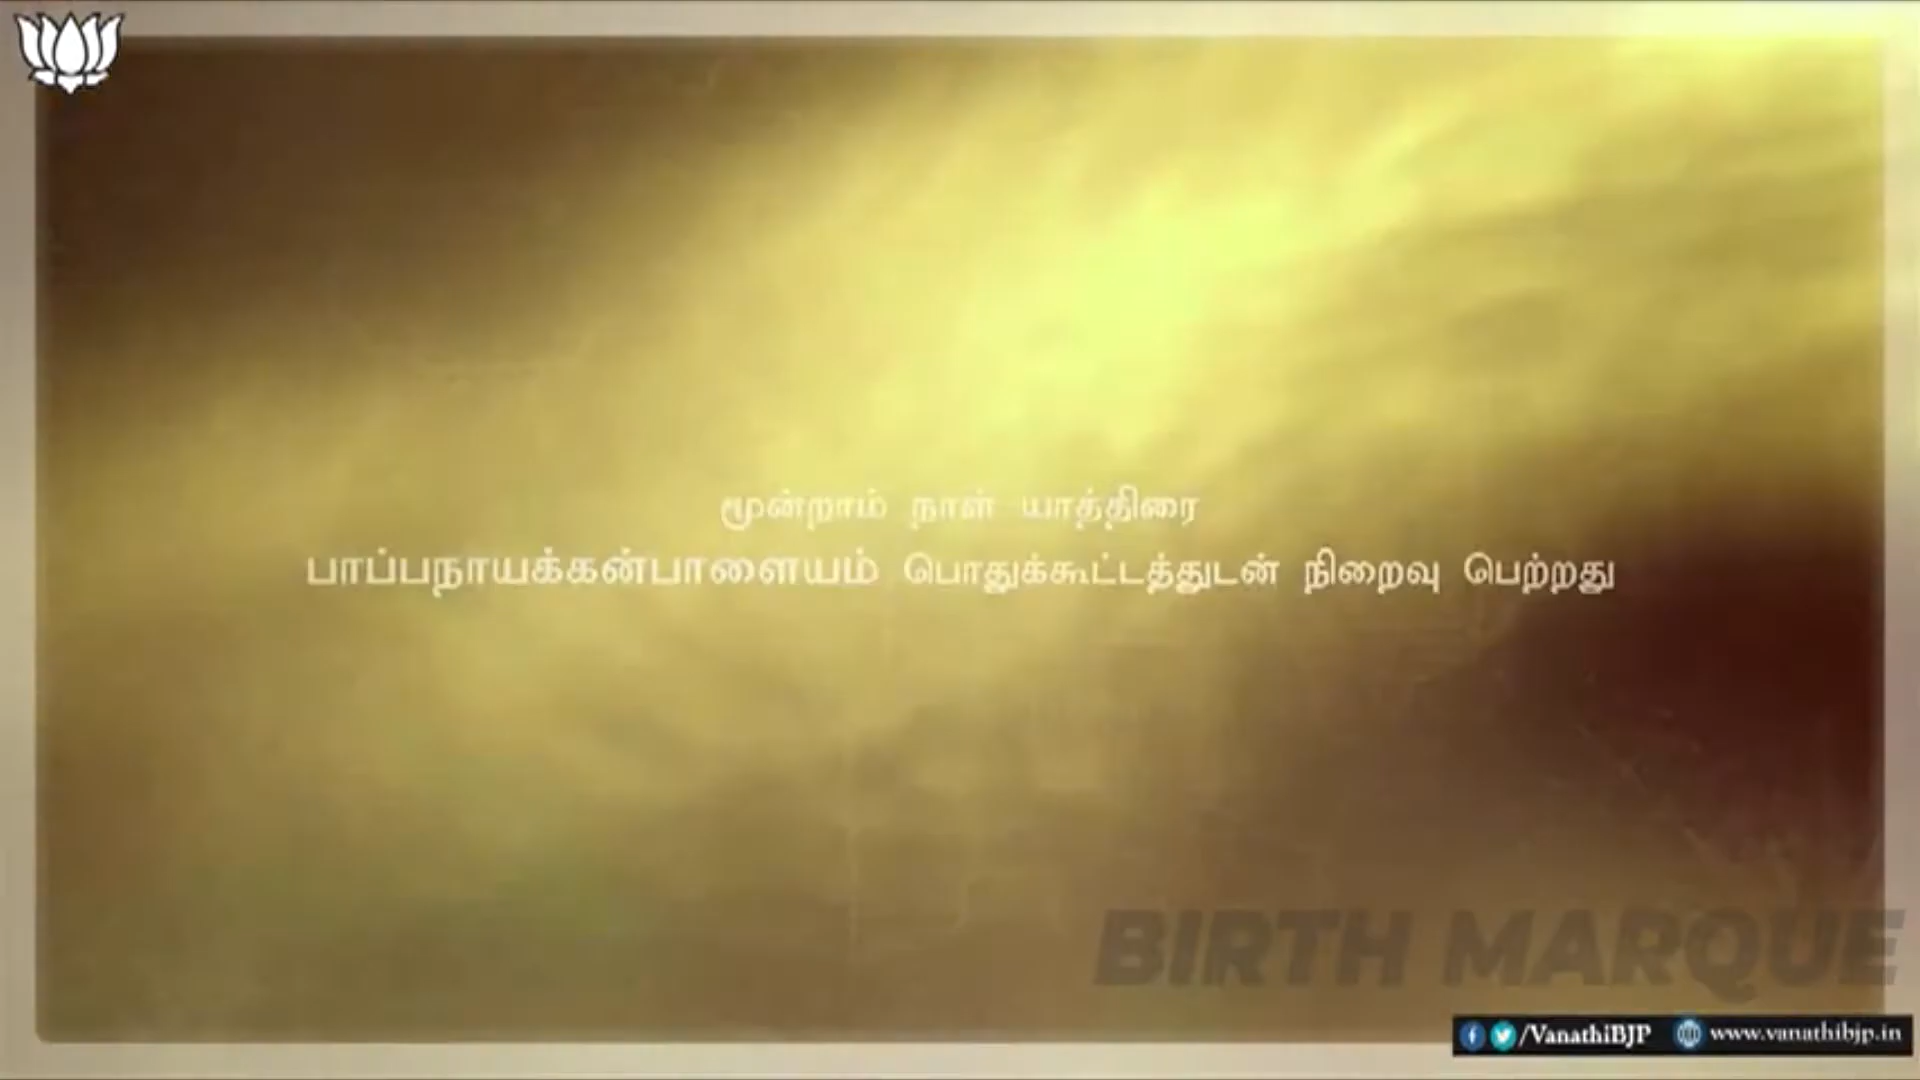 மூன்றாம் நாள் யாத்திரை
பாப்பநாயக்கன்பாளையம் பொதுக்கூட்டத்துடன் நிறைவு பெற்றது
BIRTH MARQUE
/VanathiBJP www.vanathibjp.in